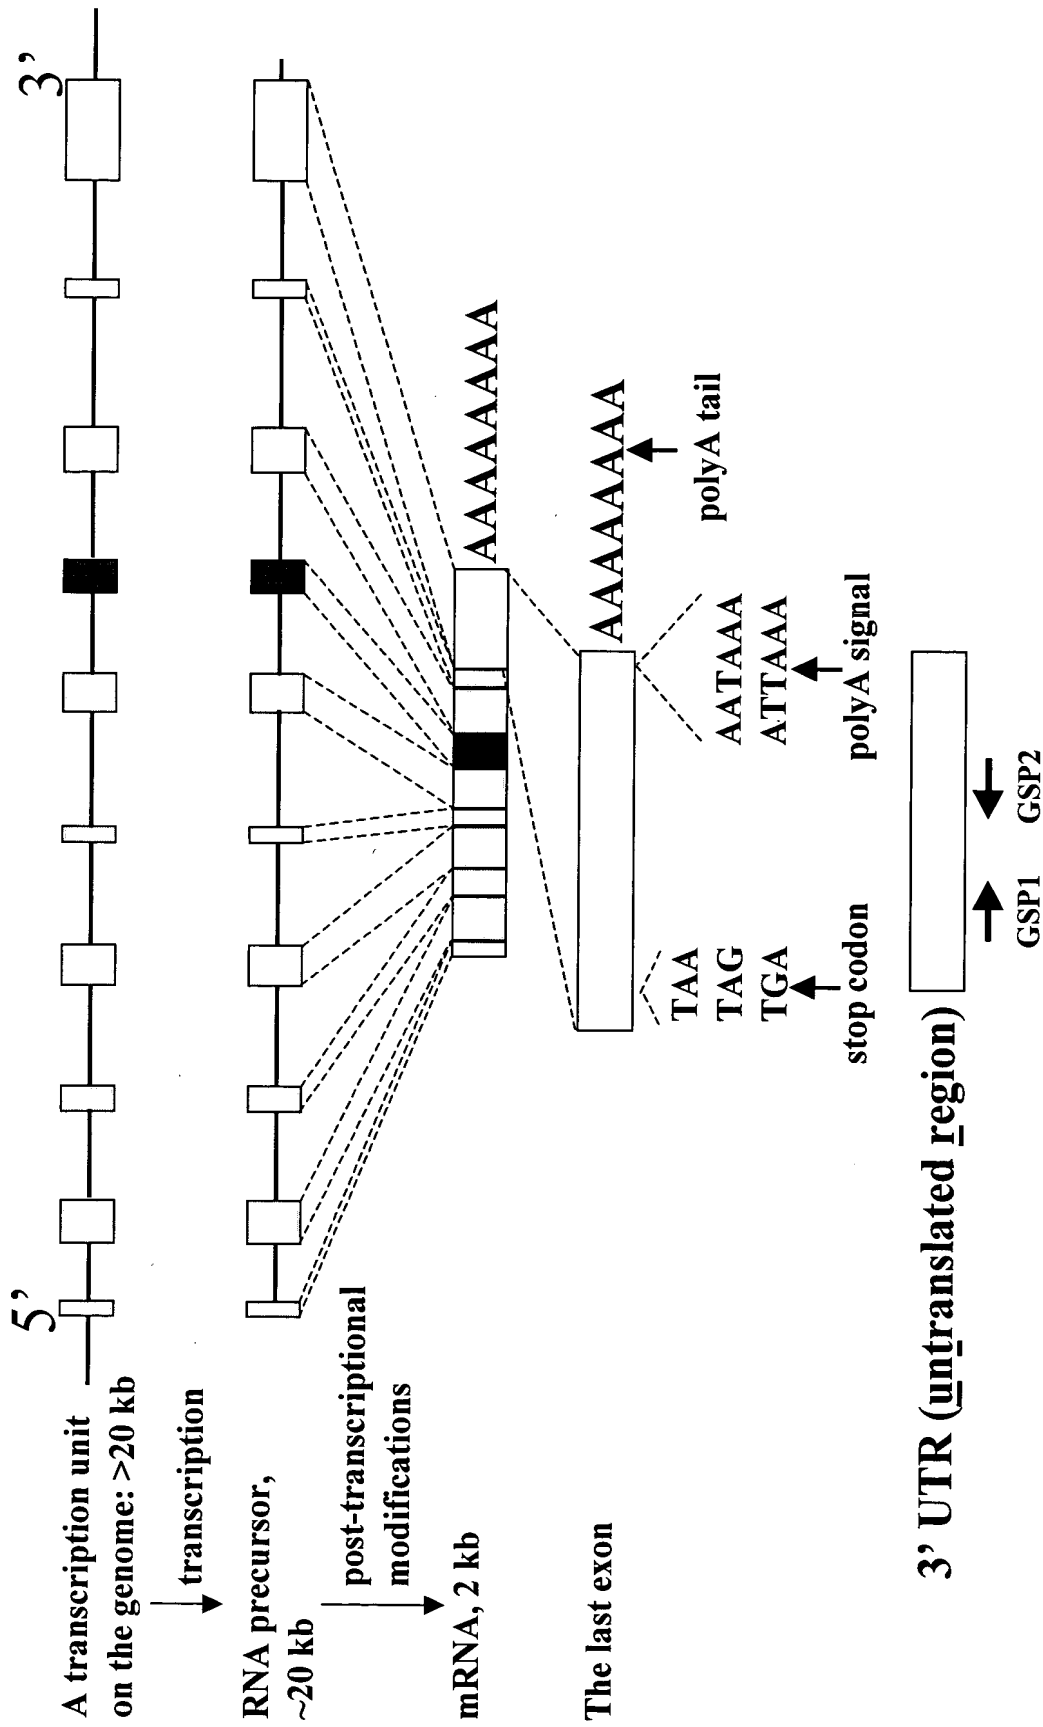 5’
3’
A transcription unit
on the genome: >20 kb
transcription
RNA precursor,
~20 kb
post-transcriptional
modifications
mRNA, 2 kb
AAAAAAAAAA
The last exon
AAAAAAAAAA
TAA
TAG
TGA
stop codon
AATAAA
ATTAAA
polyA signal
polyA tail
3’ UTR (untranslated region)
GSP1
GSP2